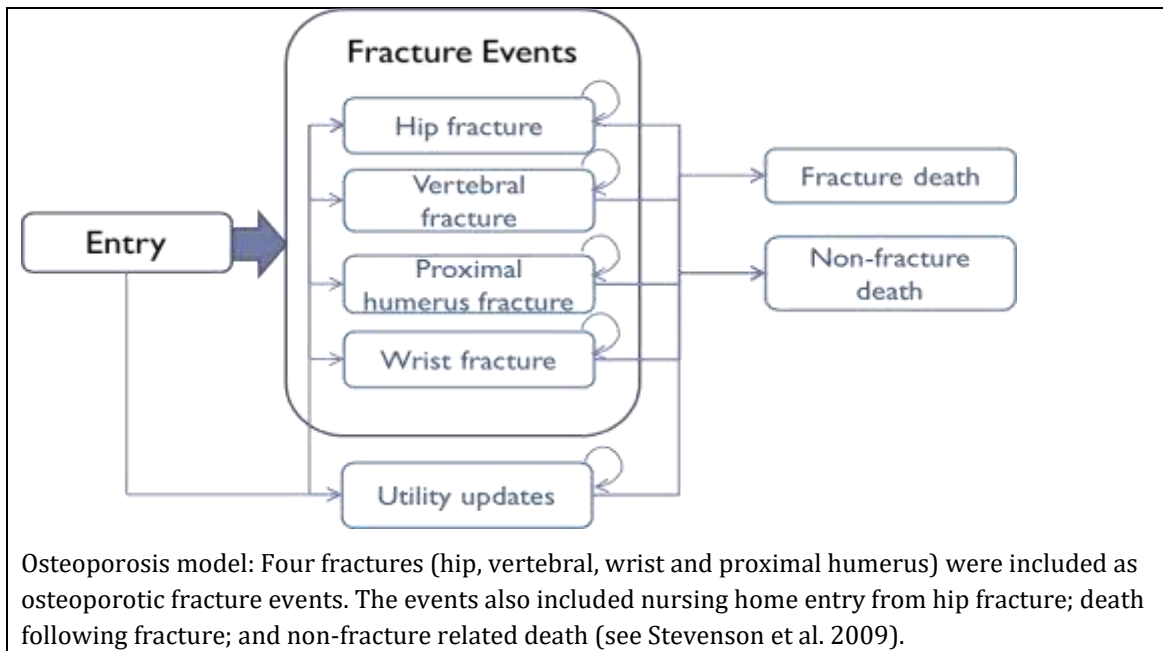 Fracture Events
Hip fracture
Vertebral
fracture
Entry
Proximal
humerus fracture
Wrist fracture
Utility updates
Fracture death
Non-fracture
death
Osteoporosis model: Four fractures (hip, vertebral, wrist and proximal humerus) were included as
osteoporotic fracture events. The events also included nursing home entry from hip fracture; death
following fracture; and non-fracture related death (see Stevenson et al. 2009).